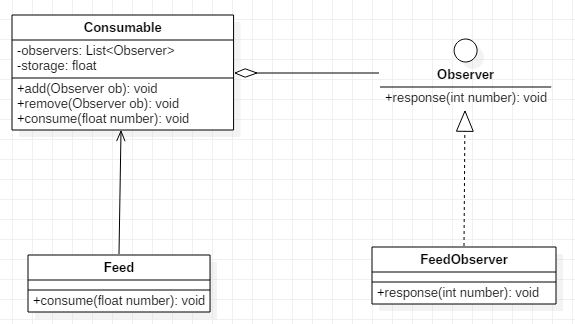 Consumable
-observers: List<Observer>
-storage: float
+add(Observer ob): void
+remove(Observer ob): void
+consume(float number): void
Observer
+response(int number): void
Feed
+consume(float number): void
FeedObserver
+response(int number): void